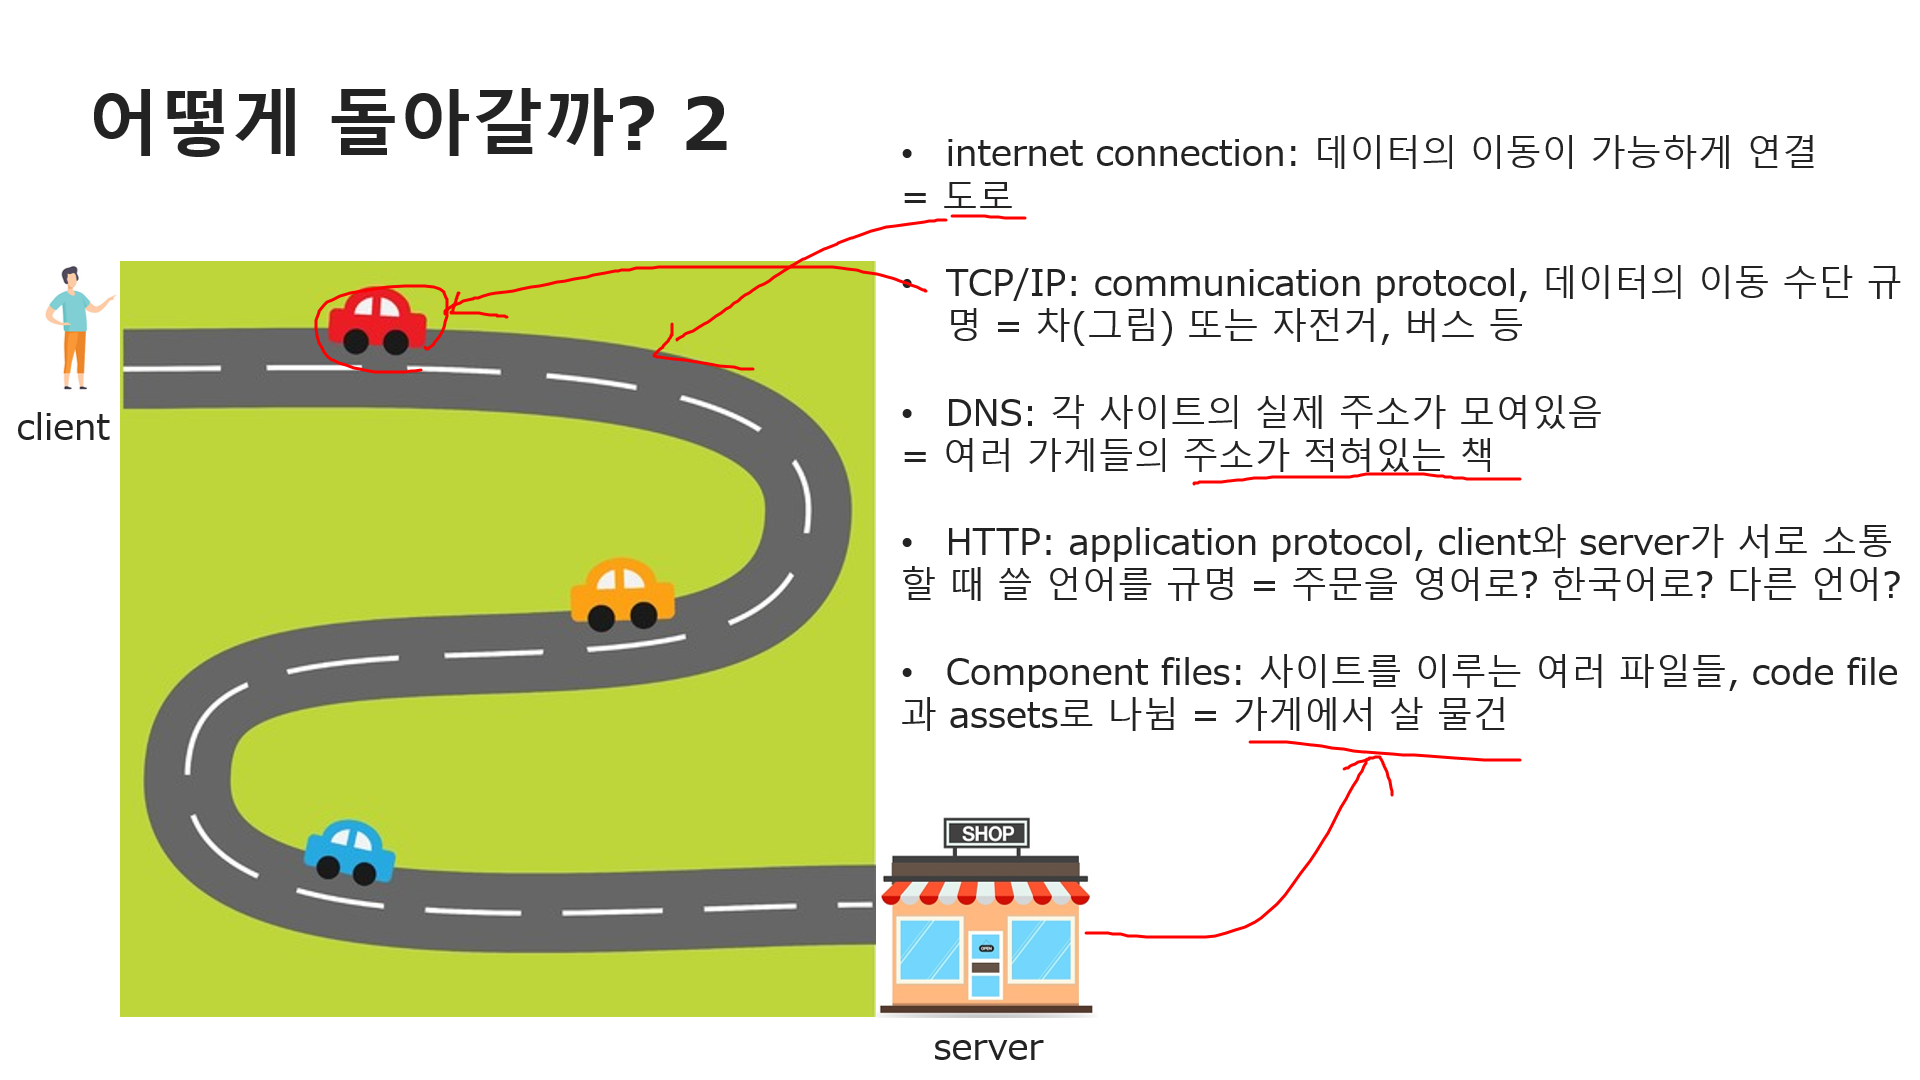 어떻게 돌아갈까? 2
• internet connection: 데이터의 이동이 가능하게 연결
= 도로
• TCP/IP: communication protocol, 데이터의 이동 수단 규
명 = 차(그림) 또는 자전거, 버스 등
• DNS: 각 사이트의 실제 주소가 모여있음
= 여러 가게들의 주소가 적혀있는 책
• HTTP: application protocol, client와 server가 서로 소통
할 때 쓸 언어를 규명 = 주문을 영어로? 한국어로? 다른 언어?
• Component files: 사이트를 이루는 여러 파일들, code file
과 assets로 나뉨 = 가게에서 살 물건
client
SHOP
OPEN
server